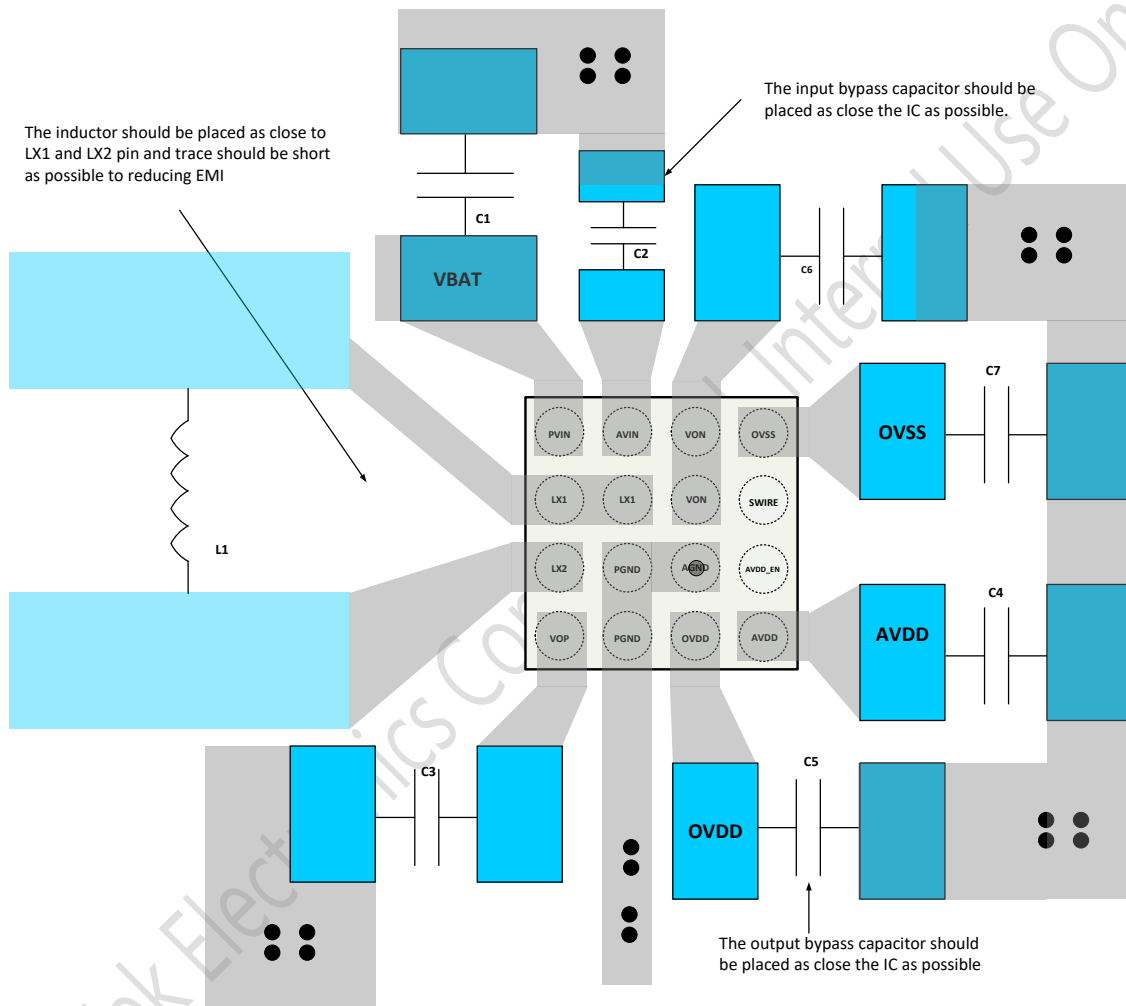 The input bypass capacitor should be
placed as close the IC as possible.
The inductor should be placed as close to
LX1 and LX2 pin and trace should be short
as possible to reducing EMI
C1
C2
C6
VBAT
C7
OVSS
PVIN
AVIN
VON
OVSS
LX1
LX1
VON
SWIRE
L1
LX2
PGND
AGND
AVDD_EN
C4
AVDD
VOP
PGND
OVDD
AVDD
C3
C5
OVDD
The output bypass capacitor should
be placed as close the IC as possible